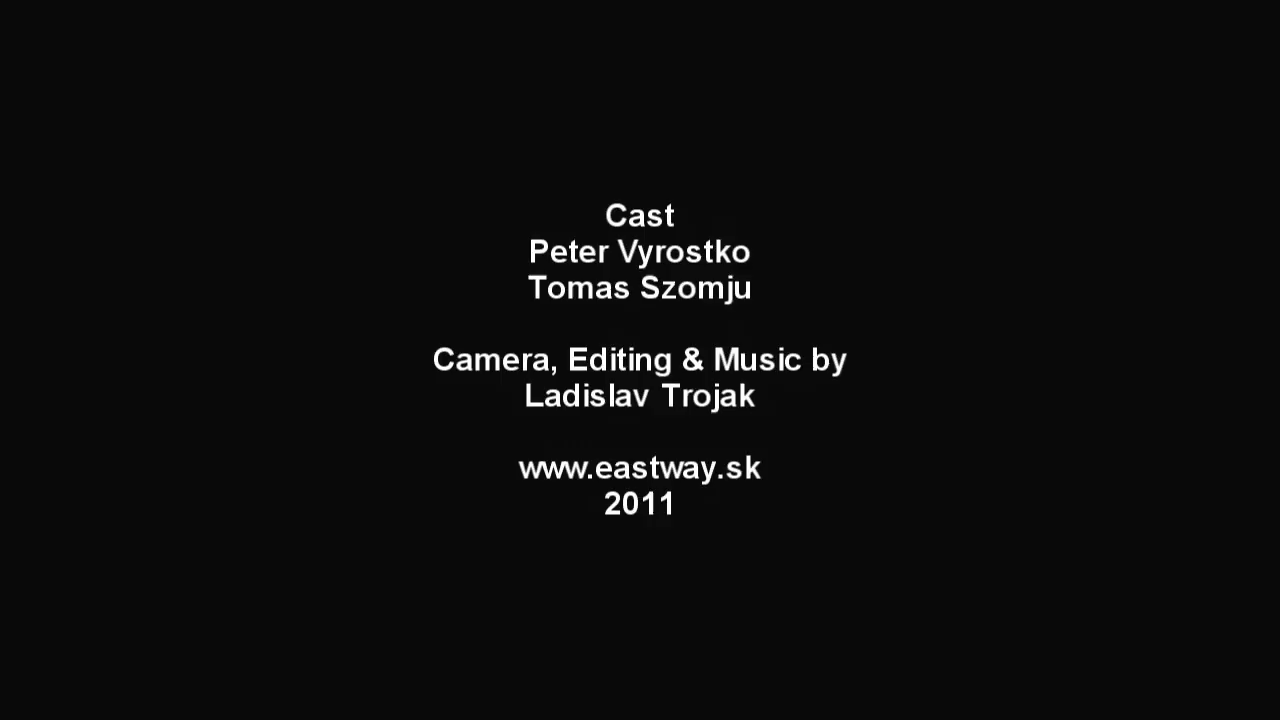 Cast
Peter Vyrostko
Tomas Szomju
Camera, Editing & Music by
Ladislav Trojak
www.eastway.sk
2011